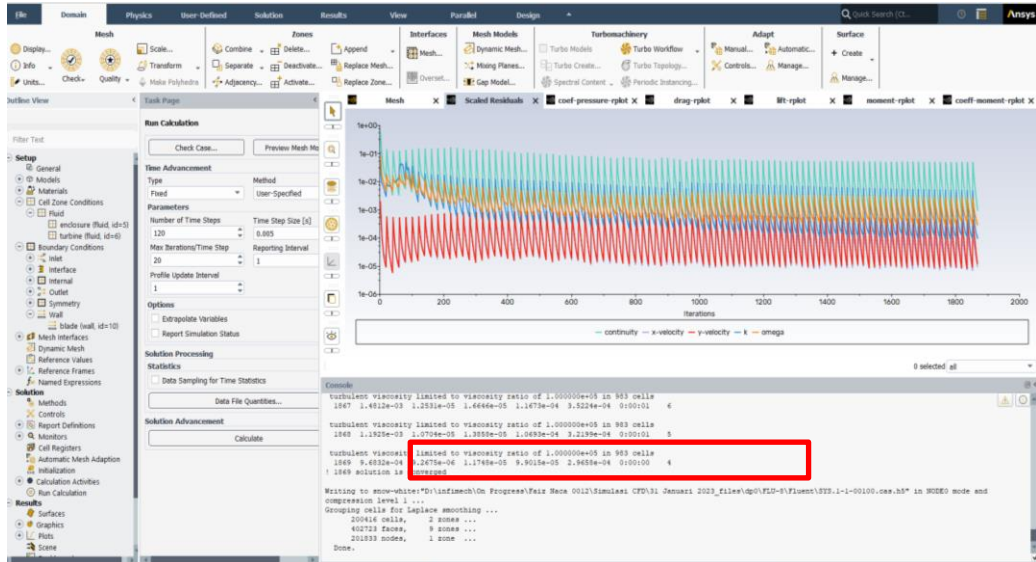 File Domain Physics User-Defined Solution Results View Parallel Design Quick Search (Ct... Ansys
Mesh Zones Interfaces Mesh Models Turbomachinery Adapt Surface
Display... Scale... Combine Delete... Append Mesh... Dynamic Mesh... Turbo Models Turbo Workflow Manual... Automatic... + Create
Info Transform Separate Deactivate... Replace Mesh... Mixing Planes... Turbo Create... Turbo Topology... Controls... Manage...
Units... Check Quality Make Polyhedra Adjacency... Activate... Replace Zone... Overset... Gap Model... Spectral Content Periodic Instancing... Manage...
Outline View Task Page
Mesh Scaled Residuals coef-pressure-rplot drag-rplot lift-rplot moment-rplot coeff-moment-rplot
Filter Text
Setup
General
Models
Materials
Cell Zone Conditions
Fluid
enclosure (fluid, id=5)
turbine (fluid, id=6)
Boundary Conditions
Inlet
Interface
Internal
Outlet
Symmetry
Wall
blade (wall, id=10)
Mesh Interfaces
Dynamic Mesh
Reference Values
Reference Frames
Named Expressions
Solution
Methods
Controls
Report Definitions
Monitors
Cell Registers
Automatic Mesh Adaption
Initialization
Calculation Activities
Run Calculation
Results
Surfaces
Graphics
Plots
Scene
Run Calculation
Check Case... Preview Mesh Mo
Time Advancement
Type Method
Fixed User-Specified
Parameters
Number of Time Steps Time Step Size [s]
120 0.005
Max Iterations/Time Step Reporting Interval
20 1
Profile Update Interval
1
Options
Extrapolate Variables
Report Simulation Status
Solution Processing
Statistics
Data Sampling for Time Statistics
Data File Quantities...
Solution Advancement
Calculate
1e+00
1e-01
1e-02
1e-03
1e-04
1e-05
1e-06
0 200 400 600 800 1000 1200 1400 1600 1800 2000
Iterations
continuity x-velocity y-velocity k omega
0 selected all
Console
turbulent viscosity limited to viscosity ratio of 1.000000e+05 in 983 cells
1867 1.4812e-03 1.2531e-05 1.6646e-05 1.1673e-04 3.5224e-04 0:00:01 6
turbulent viscosity limited to viscosity ratio of 1.000000e+05 in 983 cells
1868 1.1925e-03 1.0704e-05 1.3858e-05 1.0693e-04 3.2199e-04 0:00:01 5
turbulent viscosity limited to viscosity ratio of 1.000000e+05 in 983 cells
1869 9.6832e-04 9.2675e-06 1.1748e-05 9.9015e-05 2.9658e-04 0:00:00 4
! 1869 solution is converged
Writing to snow-white:"D:\infimech\On Progress\Faiz Naca 0012\Simulasi CFD\31 Januari 2023_files\dp0\FLU-8\Fluent\SYS.1-1-00100.cas.h5" in NODE0 mode and
compression level 1 ...
Grouping cells for Laplace smoothing ...
200416 cells, 2 zones ...
402723 faces, 9 zones ...
201833 nodes, 1 zone ...
Done.